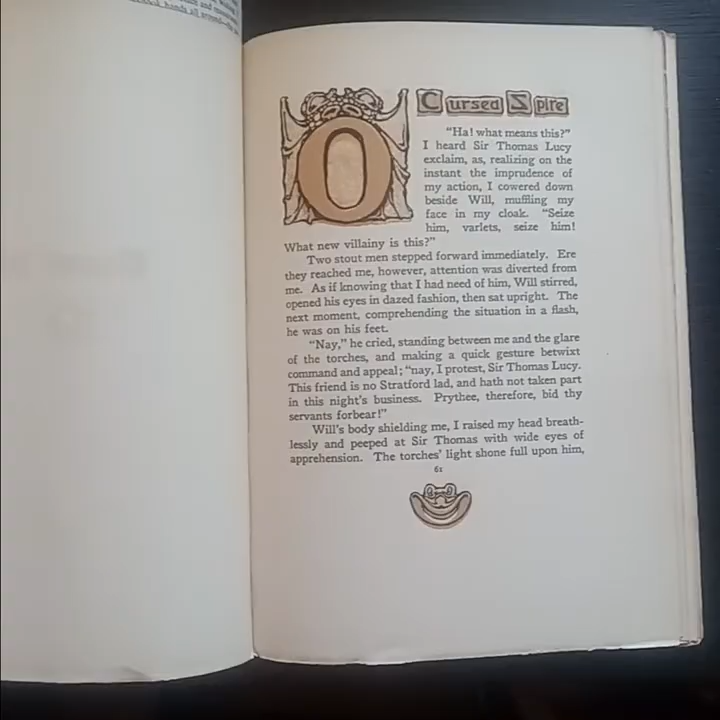 O
Cursed Spite
"Ha! what means this?"
I heard Sir Thomas Lucy
exclaim, as, realizing on the
instant the imprudence of
my action, I cowered down
beside Will, muffling my
face in my cloak. "Seize
him, varlets, seize him!
What new villainy is this?"
Two stout men stepped forward immediately. Ere
they reached me, however, attention was diverted from
me. As if knowing that I had need of him, Will stirred,
opened his eyes in dazed fashion, then sat upright. The
next moment, comprehending the situation in a flash,
he was on his feet.
"Nay," he cried, standing between me and the glare
of the torches, and making a quick gesture betwixt
command and appeal; "nay, I protest, Sir Thomas Lucy.
This friend is no Stratford lad, and hath not taken part
in this night's business. Prythee, therefore, bid thy
servants forbear!"
Will's body shielding me, I raised my head breath-
lessly and peeped at Sir Thomas with wide eyes of
apprehension. The torches' light shone full upon him,
61